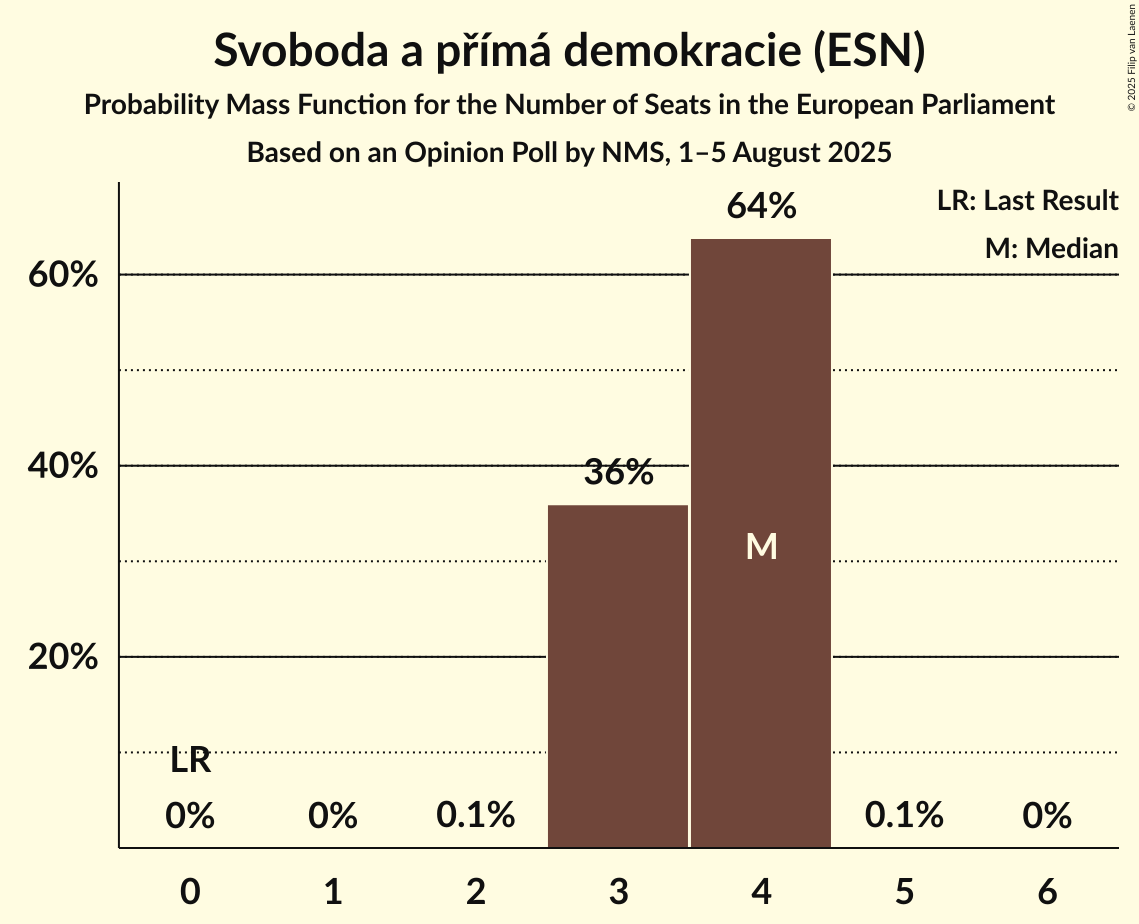 Svoboda a přímá demokracie (ESN)
Probability Mass Function for the Number of Seats in the European Parliament
Based on an Opinion Poll by NMS, 1–5 August 2025
© 2025 Filip van Laenen
LR: Last Result
M: Median
64%
60%
40%
36%
M
20%
LR
0% 0% 0.1% 0.1% 0%
0 1 2 3 4 5 6